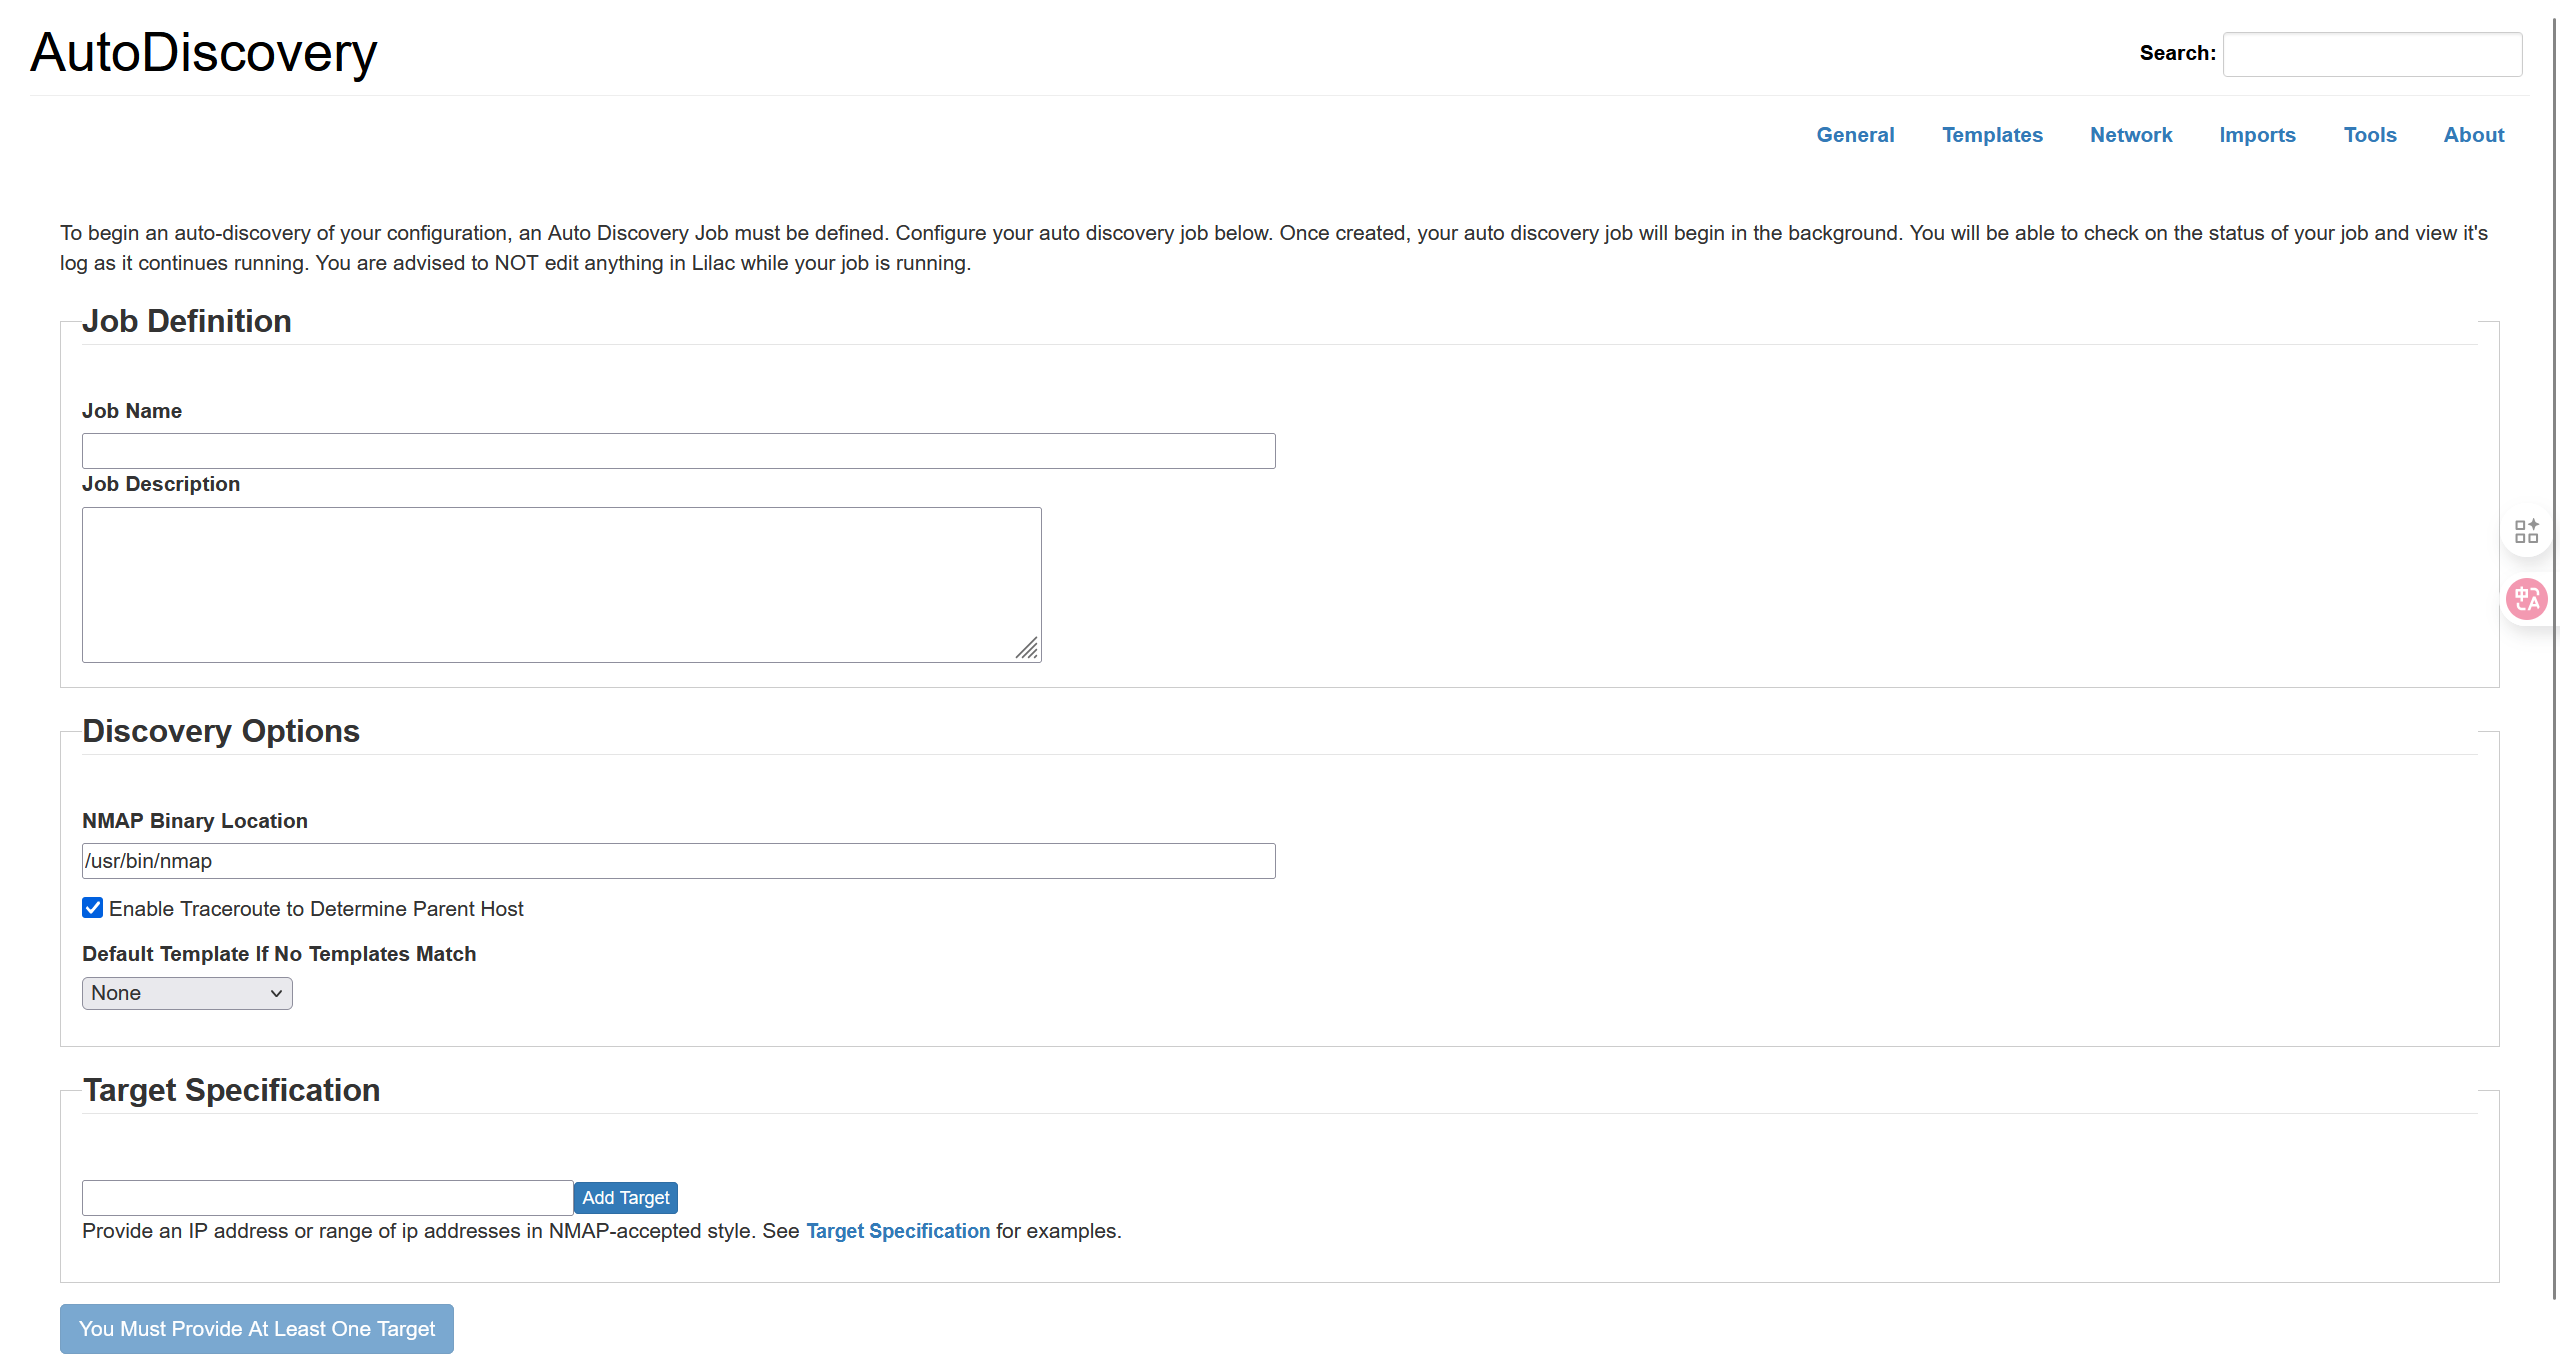 AutoDiscovery
Search:
General Templates Network Imports Tools About
To begin an auto-discovery of your configuration, an Auto Discovery Job must be defined. Configure your auto discovery job below. Once created, your auto discovery job will begin in the background. You will be able to check on the status of your job and view it's
log as it continues running. You are advised to NOT edit anything in Lilac while your job is running.
Job Definition
Job Name
Job Description
中A
Discovery Options
NMAP Binary Location
/usr/bin/nmap
Enable Traceroute to Determine Parent Host
Default Template If No Templates Match
None
Target Specification
Add Target
Provide an IP address or range of ip addresses in NMAP-accepted style. See Target Specification for examples.
You Must Provide At Least One Target